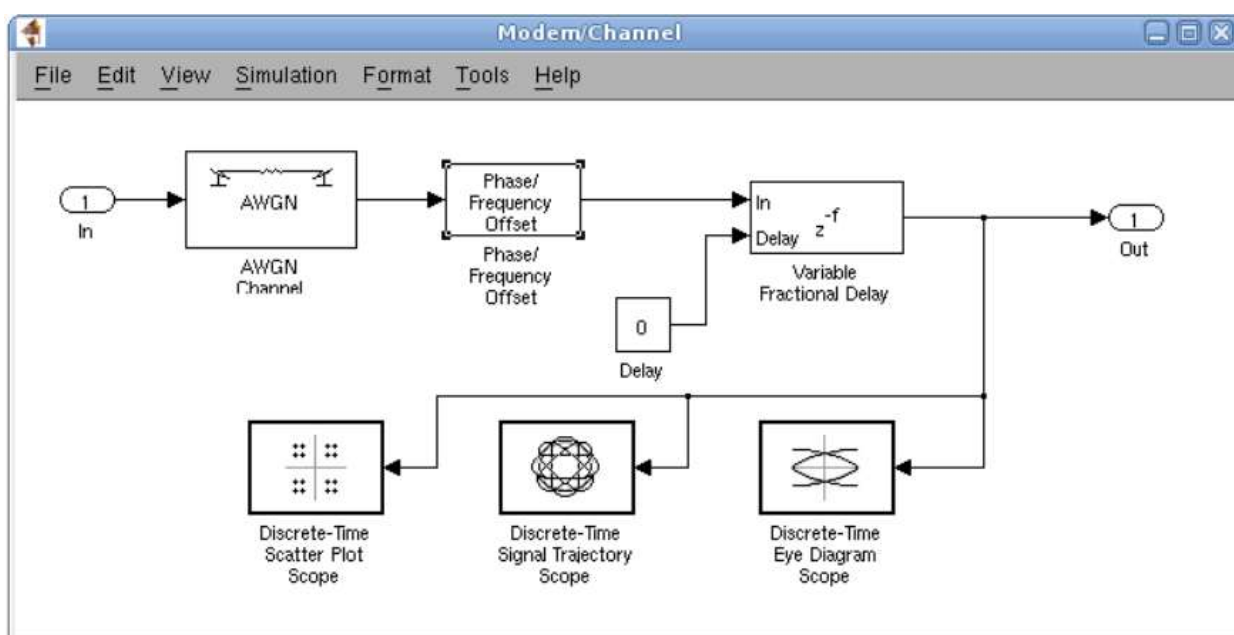 Modem/Channel
File Edit View Simulation Format Tools Help
1
In
AWGN
AWGN
Channel
Phase/
Frequency
Offset
Phase/
Frequency
Offset
In
Delay
z-f
Variable
Fractional Delay
1
Out
0
Delay
Discrete-Time
Scatter Plot
Scope
Discrete-Time
Signal Trajectory
Scope
Discrete-Time
Eye Diagram
Scope